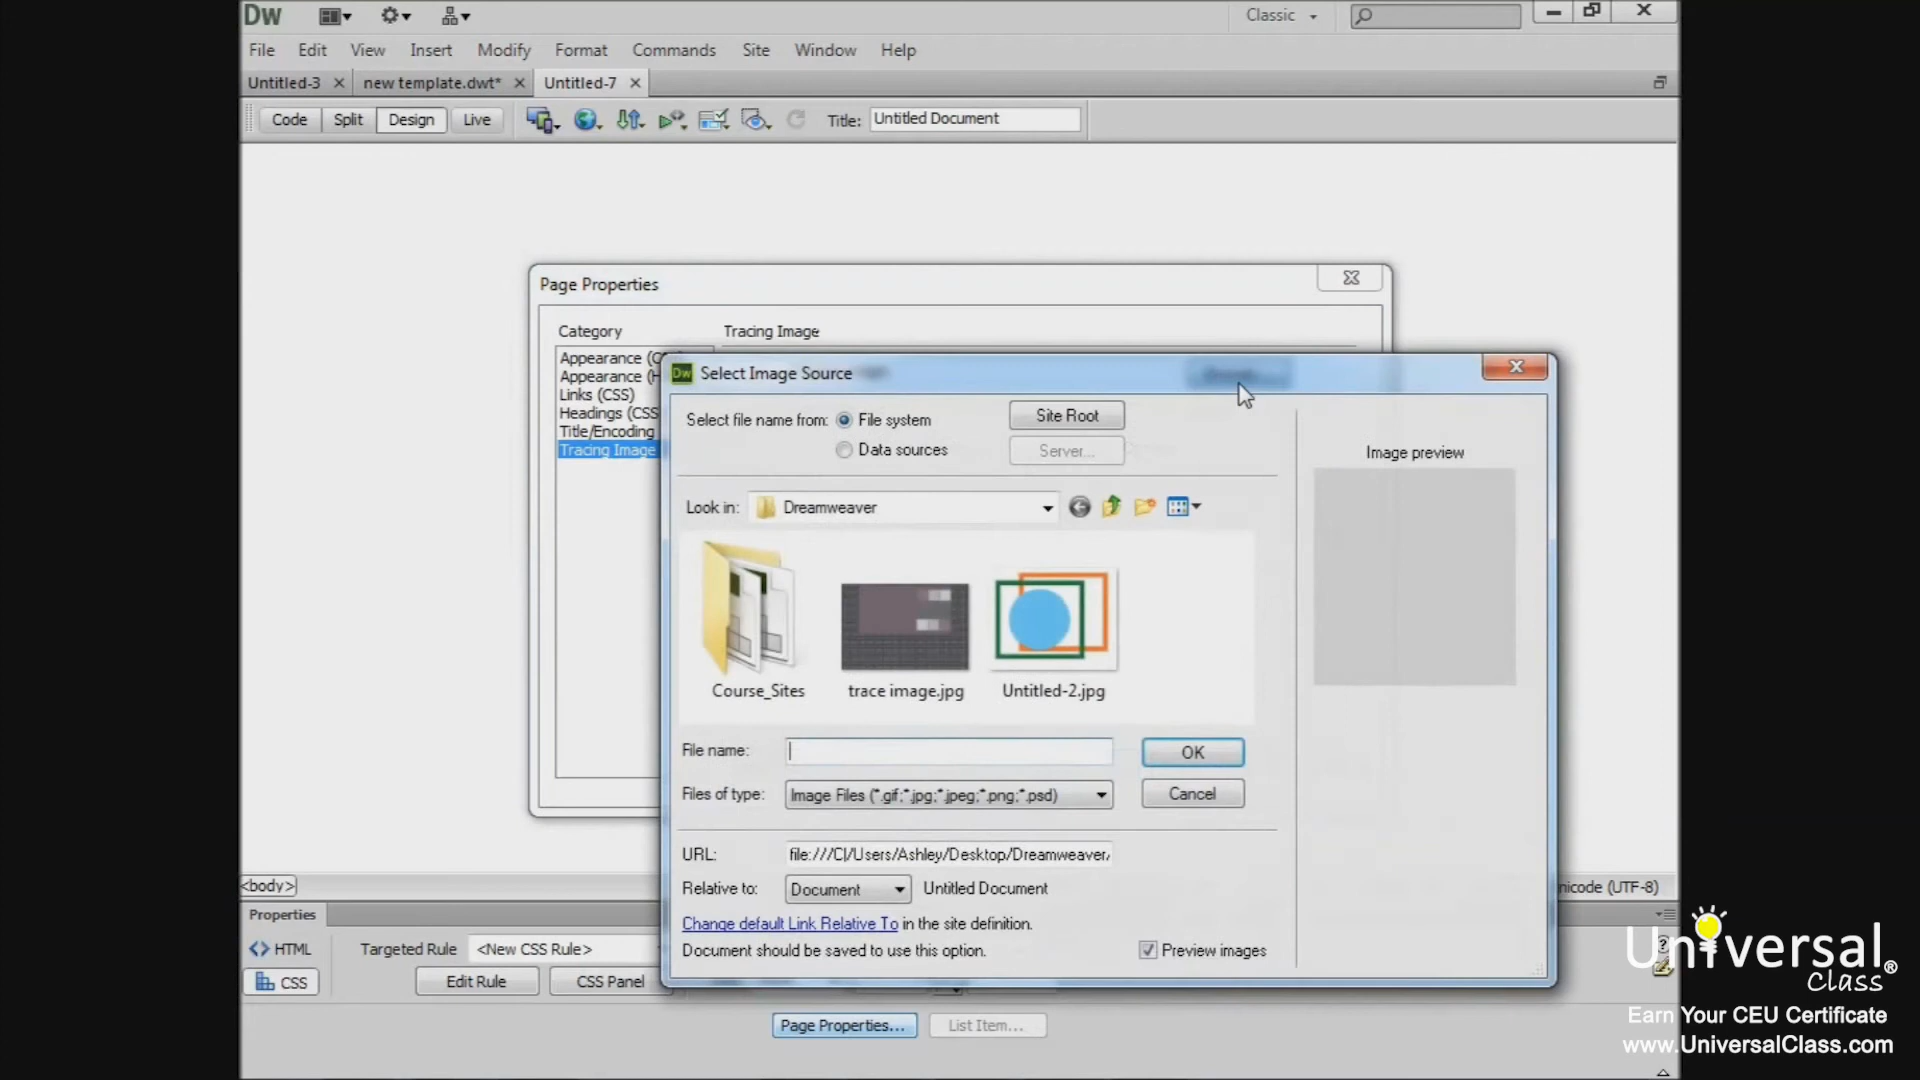 Dw
Classic
File Edit View Insert Modify Format Commands Site Window Help
Untitled-3 new template.dwt* Untitled-7
Code Split Design Live Title: Untitled Document
Page Properties
Category Tracing Image
Appearance (C
Appearance (H
Links (CSS)
Headings (CSS
Title/Encoding
Tracing Image
Dw Select Image Source
Select file name from: File system Site Root
Data sources Server...
Image preview
Look in: Dreamweaver
Course_Sites trace image.jpg Untitled-2.jpg
File name: OK
Files of type: Image Files (*.gif;*.jpg;*.jpeg;*.png;*.psd) Cancel
URL: file:///C|/Users/Ashley/Desktop/Dreamweaver/
Relative to: Document Untitled Document
Change default Link Relative To in the site definition.
Document should be saved to use this option. Preview images
<body> nicode (UTF-8)
Properties
<> HTML Targeted Rule <New CSS Rule>
CSS Edit Rule CSS Panel
Page Properties... List Item...
Universal®
Class
Earn Your CEU Certificate
www.UniversalClass.com